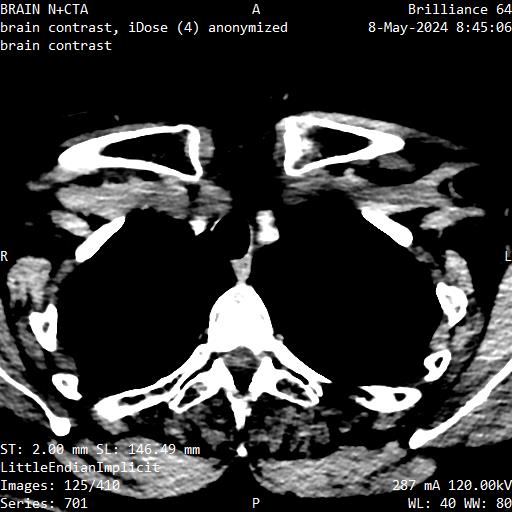 BRAIN N+CTA
A
Brilliance 64
brain contrast, iDose (4) anonymized
8-May-2024 8:45:06
brain contrast
R
L
ST: 2.00 mm SL: 146.49 mm
LittleEndianImplicit
Images: 125/410
287 mA 120.00kV
Series: 701
P
WL: 40 WW: 80